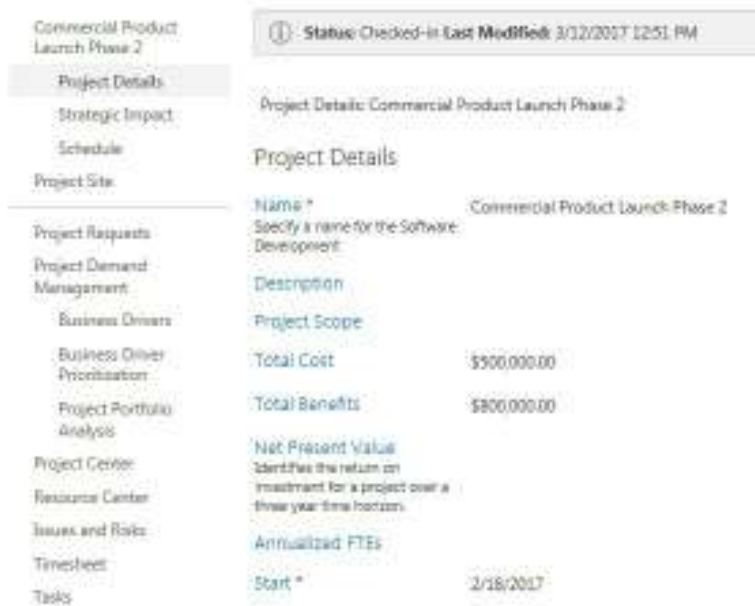 Commercial Product
Launch Phase 2
Project Details
Strategic Impact
Schedule
Project Site
Project Requests
Project Demand
Management
Business Drivers
Business Driver
Prioritization
Project Portfolio
Analysis
Project Center
Resource Center
Issues and Risks
Timesheet
Tasks
Status: Checked-in Last Modified: 3/12/2017 12:51 PM
Project Details: Commercial Product Launch Phase 2
Project Details
Name *
Commercial Product Launch Phase 2
Specify a name for the Software
Development
Description
Project Scope
Total Cost
Total Benefits
$800,000.00
Net Present Value
Identifies the return on
investment for a project over a
three year time horizon.
Annualized FTEs
Start *
2/18/2017